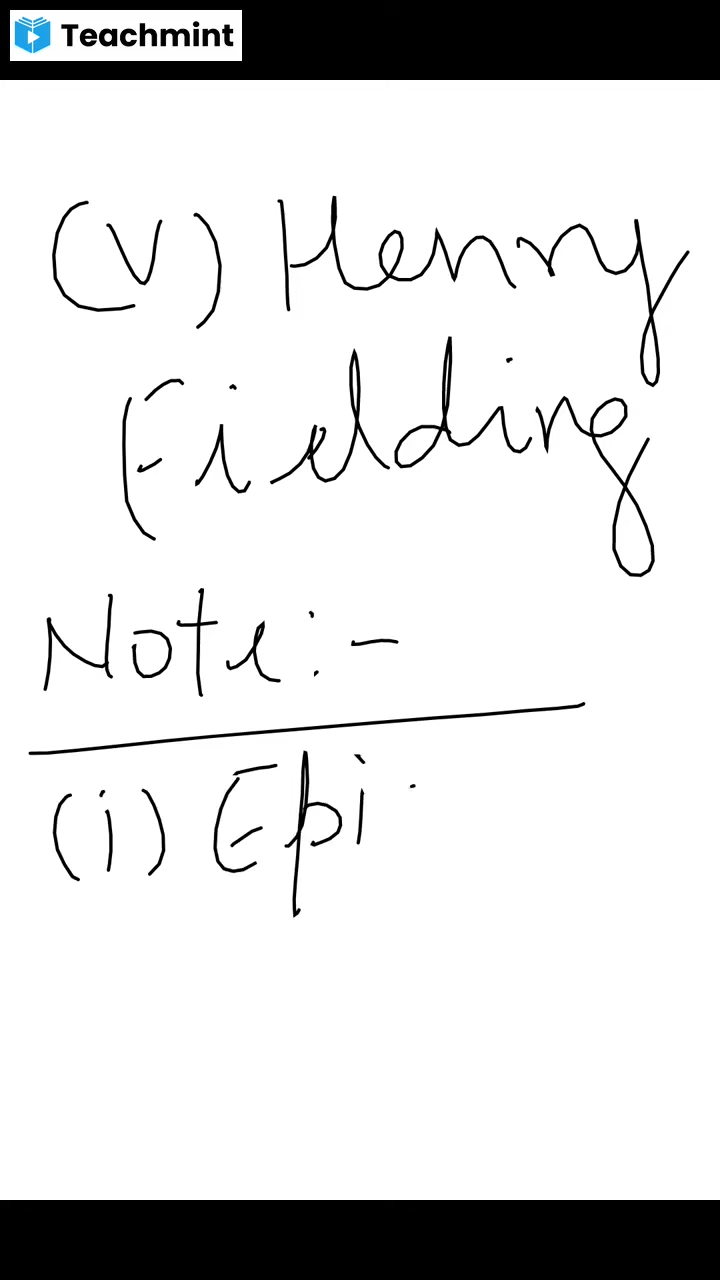 Teachmint
(V) Henry
Fielding
Note :-
(i) Epi